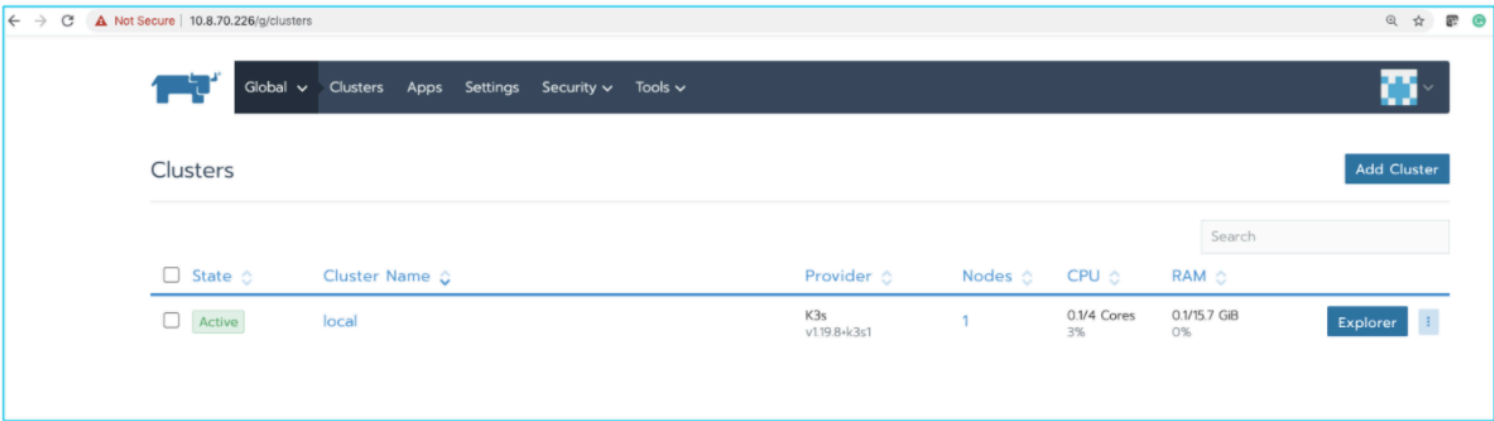 Not Secure | 10.8.70.226/g/clusters
Global Clusters Apps Settings Security Tools
Clusters
Add Cluster
Search
State Cluster Name Provider Nodes CPU RAM
Active local K3s 1 0.1/4 Cores 0.1/15.7 GiB Explorer
v1.19.8+k3s1 3% 0%